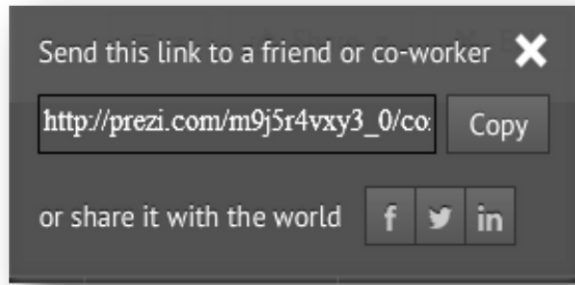 Send this link to a friend or co-worker
http://prezi.com/m9j5r4vxy3_0/co
Copy
or share it with the world
f
in